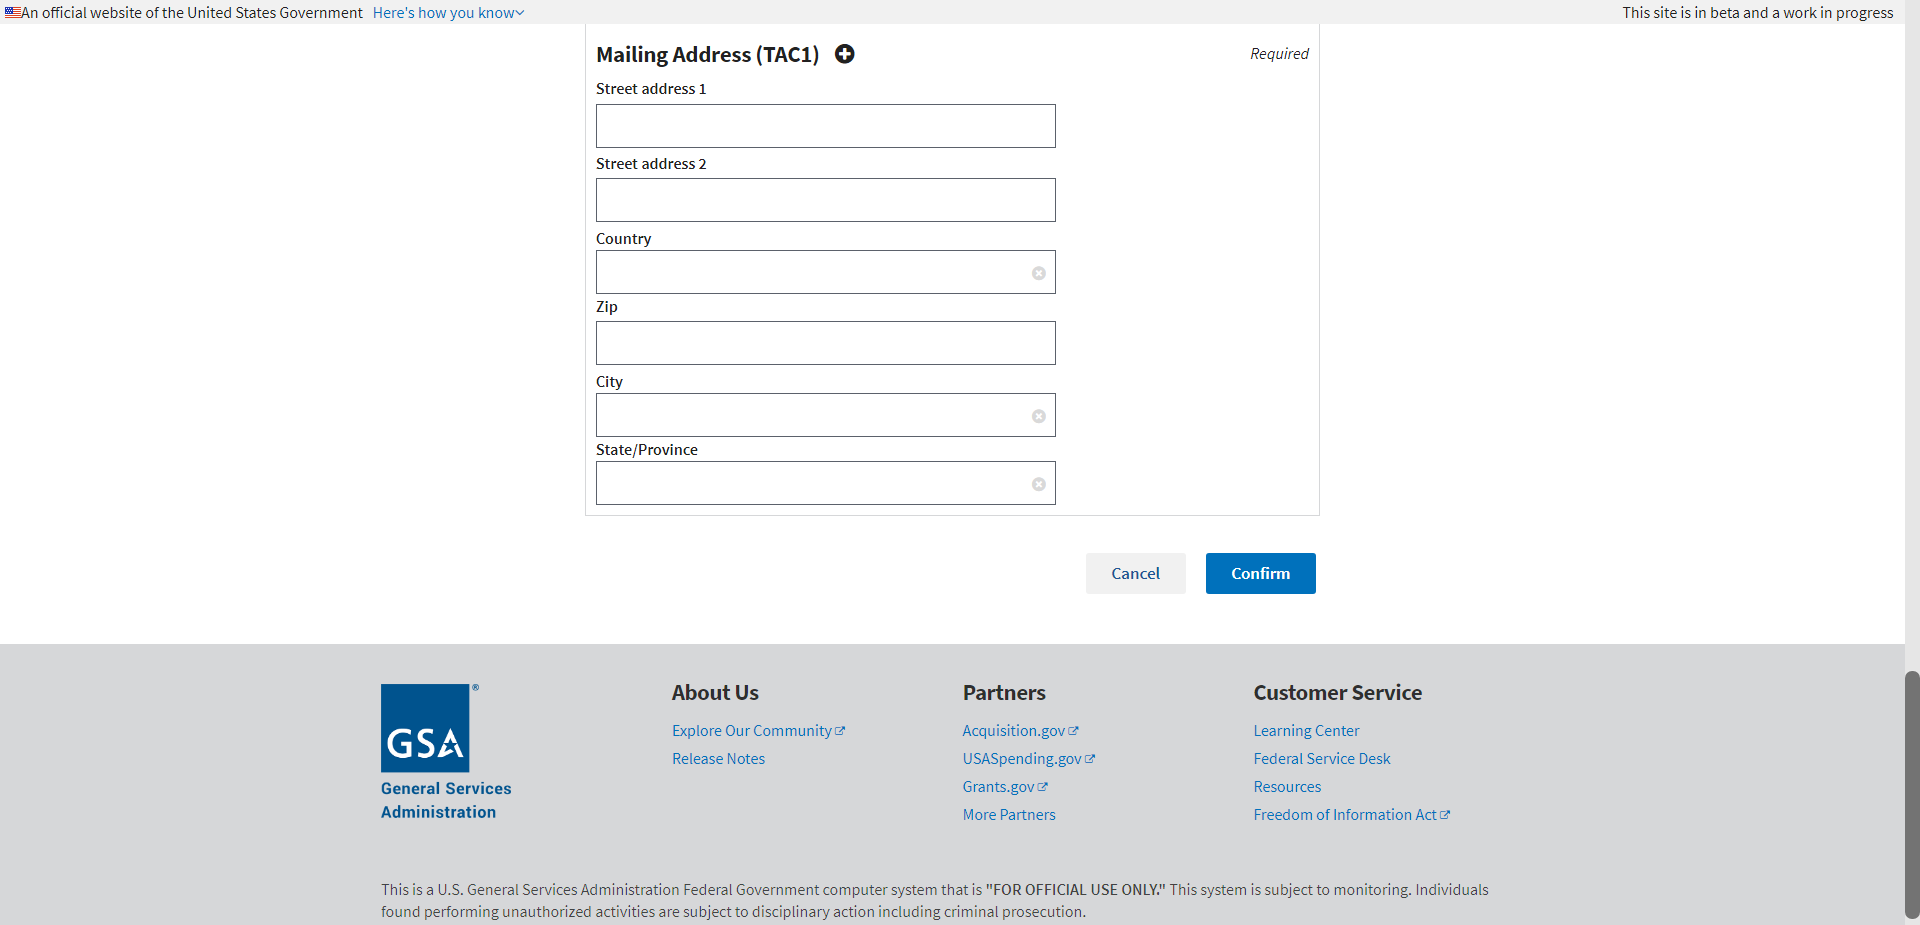 An official website of the United States Government Here's how you know
This site is in beta and a work in progress
Mailing Address (TAC1)
Required
Street address 1
Street address 2
Country
Zip
City
State/Province
Cancel
Confirm
GSA®
General Services
Administration
About Us
Explore Our Community
Release Notes
Partners
Acquisition.gov
USASpending.gov
Grants.gov
More Partners
Customer Service
Learning Center
Federal Service Desk
Resources
Freedom of Information Act
This is a U.S. General Services Administration Federal Government computer system that is "FOR OFFICIAL USE ONLY." This system is subject to monitoring. Individuals
found performing unauthorized activities are subject to disciplinary action including criminal prosecution.